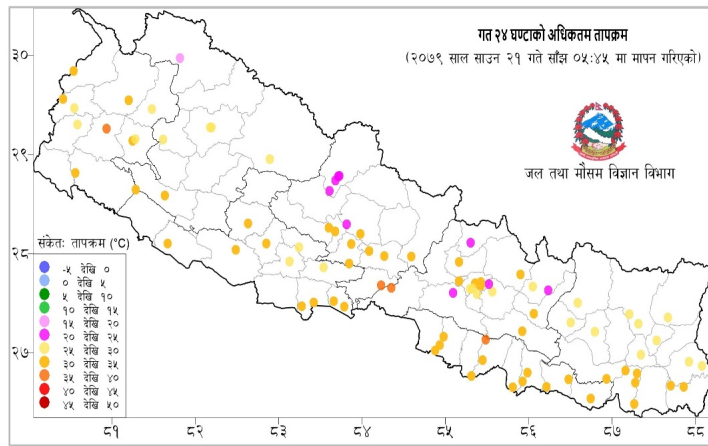 गत २४ घण्टाको अधिकतम तापक्रम
(२०७९ साल साउन २१ गते साँझ ०५:४५ मा मापन गरिएको)
जल तथा मौसम विज्ञान विभाग
३०
२९
२८
२७
संकेतः तापक्रम (°C)
-५ देखि ०
० देखि ५
५ देखि १०
१० देखि १५
१५ देखि २०
२० देखि २५
२५ देखि ३०
३० देखि ३५
३५ देखि ४०
४० देखि ४५
४५ देखि ५०
८१ ८२ ८३ ८४ ८५ ८६ ८७ ८८